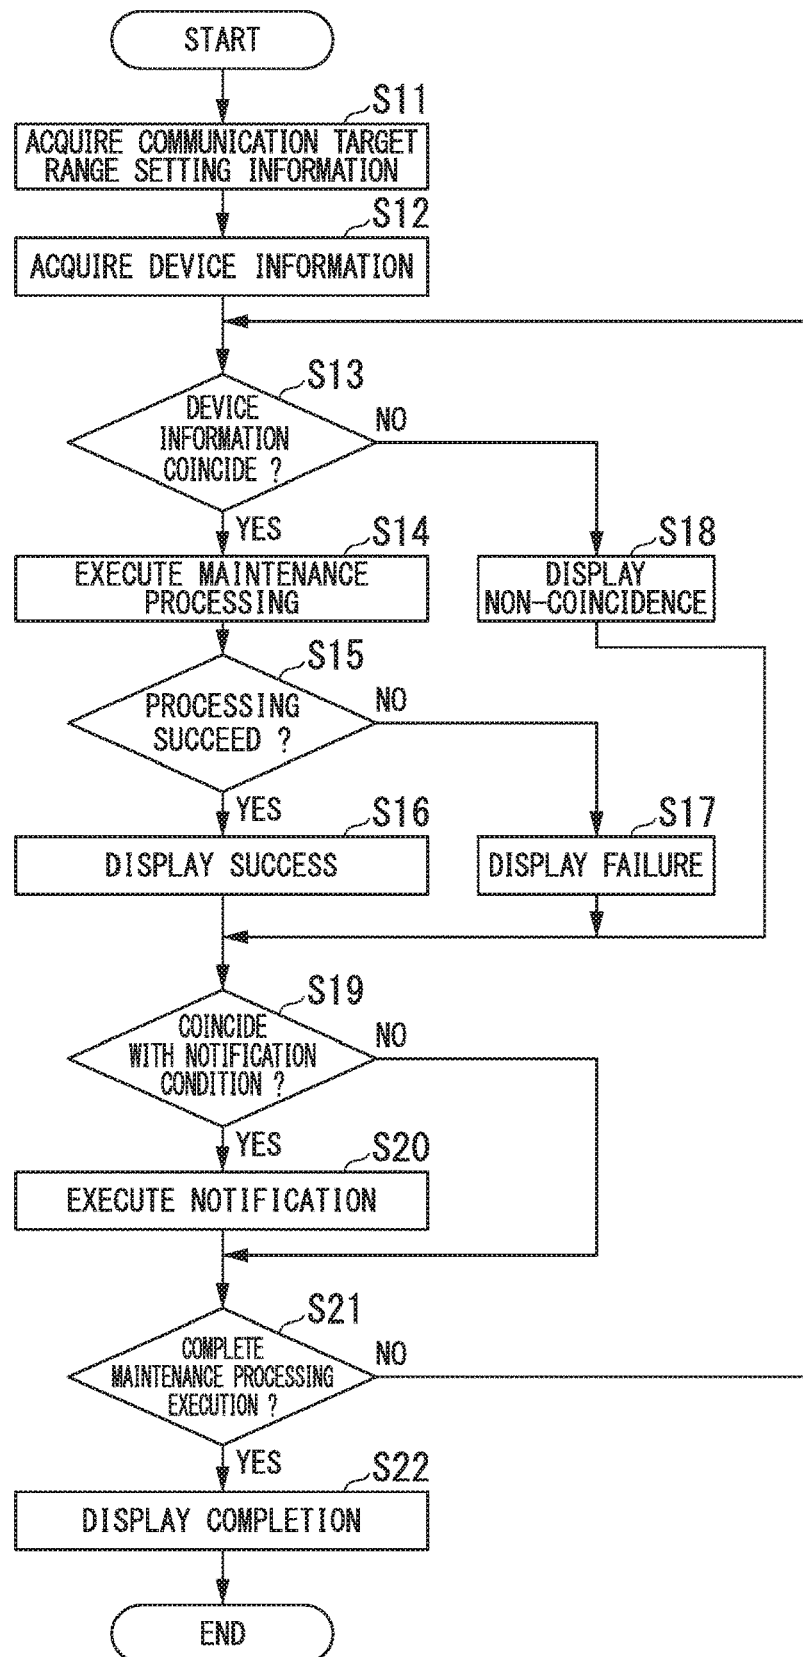 START
S11
ACQUIRE COMMUNICATION TARGET
RANGE SETTING INFORMATION
S12
ACQUIRE DEVICE INFORMATION
S13
DEVICE
INFORMATION
COINCIDE ?
NO
YES
S14
EXECUTE MAINTENANCE
PROCESSING
S18
DISPLAY
NON-COINCIDENCE
S15
PROCESSING
SUCCEED ?
NO
YES
S16
DISPLAY SUCCESS
S17
DISPLAY FAILURE
S19
COINCIDE
WITH NOTIFICATION
CONDITION ?
NO
YES
S20
EXECUTE NOTIFICATION
S21
COMPLETE
MAINTENANCE PROCESSING
EXECUTION ?
NO
YES
S22
DISPLAY COMPLETION
END